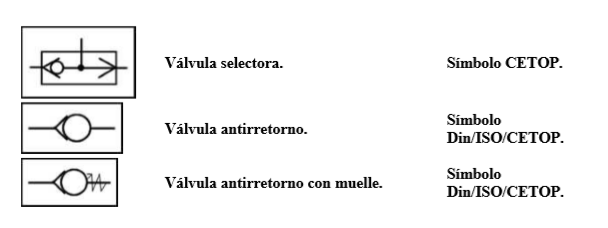 Válvula selectora. Símbolo CETOP.
Válvula antirretorno. Símbolo
Din/ISO/CETOP.
Válvula antirretorno con muelle. Símbolo
Din/ISO/CETOP.